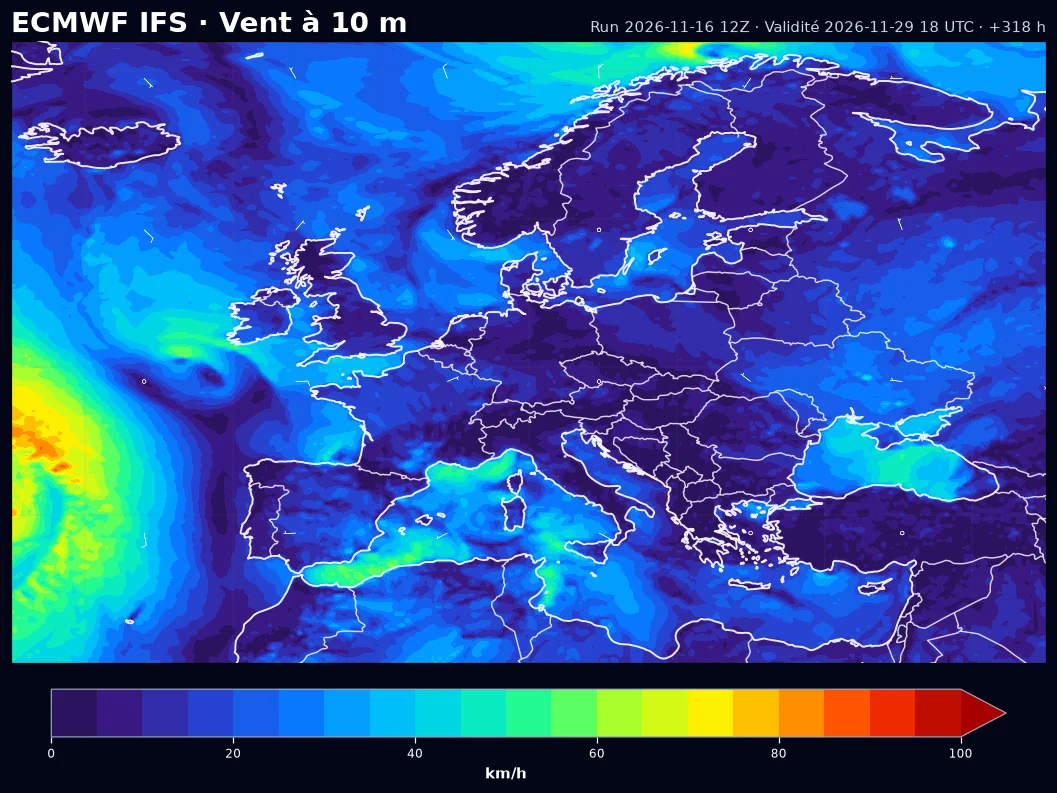 ECMWF IFS · Vent à 10 m
Run 2026-11-16 12Z · Validité 2026-11-29 18 UTC · +318 h
0 20 40 60 80 100
km/h